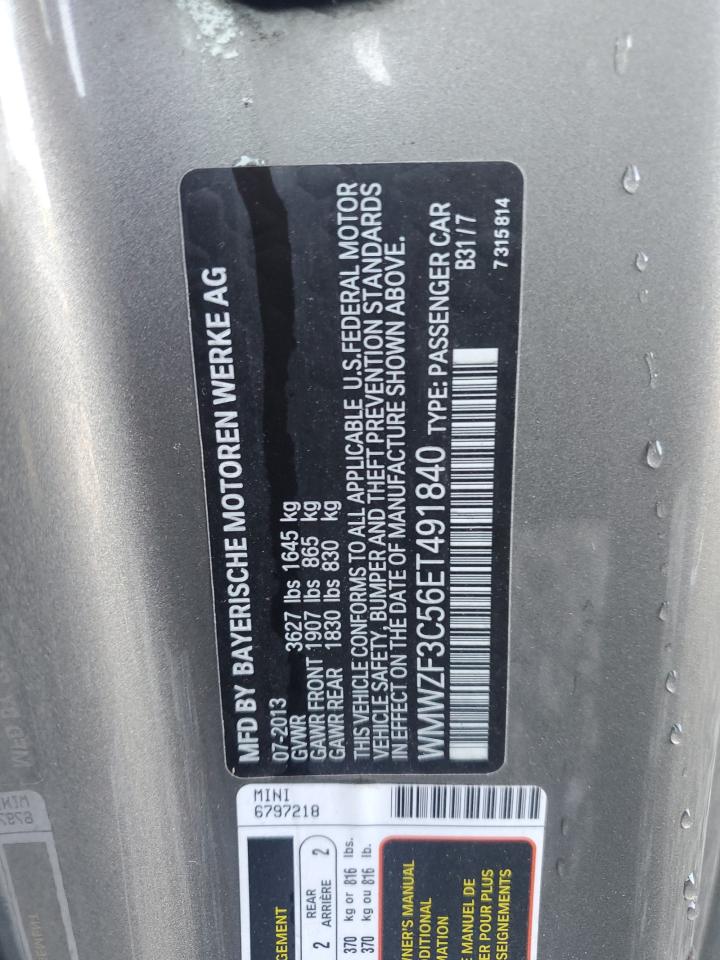 MFD BY BAYERISCHE MOTOREN WERKE AG
07-2013
GVWR 3627 lbs 1645 kg
GAWR FRONT 1907 lbs 865 kg
GAWR REAR 1830 lbs 830 kg
THIS VEHICLE CONFORMS TO ALL APPLICABLE U.S.FEDERAL MOTOR
VEHICLE SAFETY, BUMPER AND THEFT PREVENTION STANDARDS
IN EFFECT ON THE DATE OF MANUFACTURE SHOWN ABOVE.
WMWZF3C56ET491840 TYPE: PASSENGER CAR
B31/7
7 315 814
MINI
6797218
GEMENT
2 REAR 2
ARRIÈRE
370 kg or 816 lbs.
370 kg ou 816 lb.
NER'S MANUAL
DDITIONAL
MATION
E MANUEL DE
ER POUR PLUS
SEIGNEMENTS